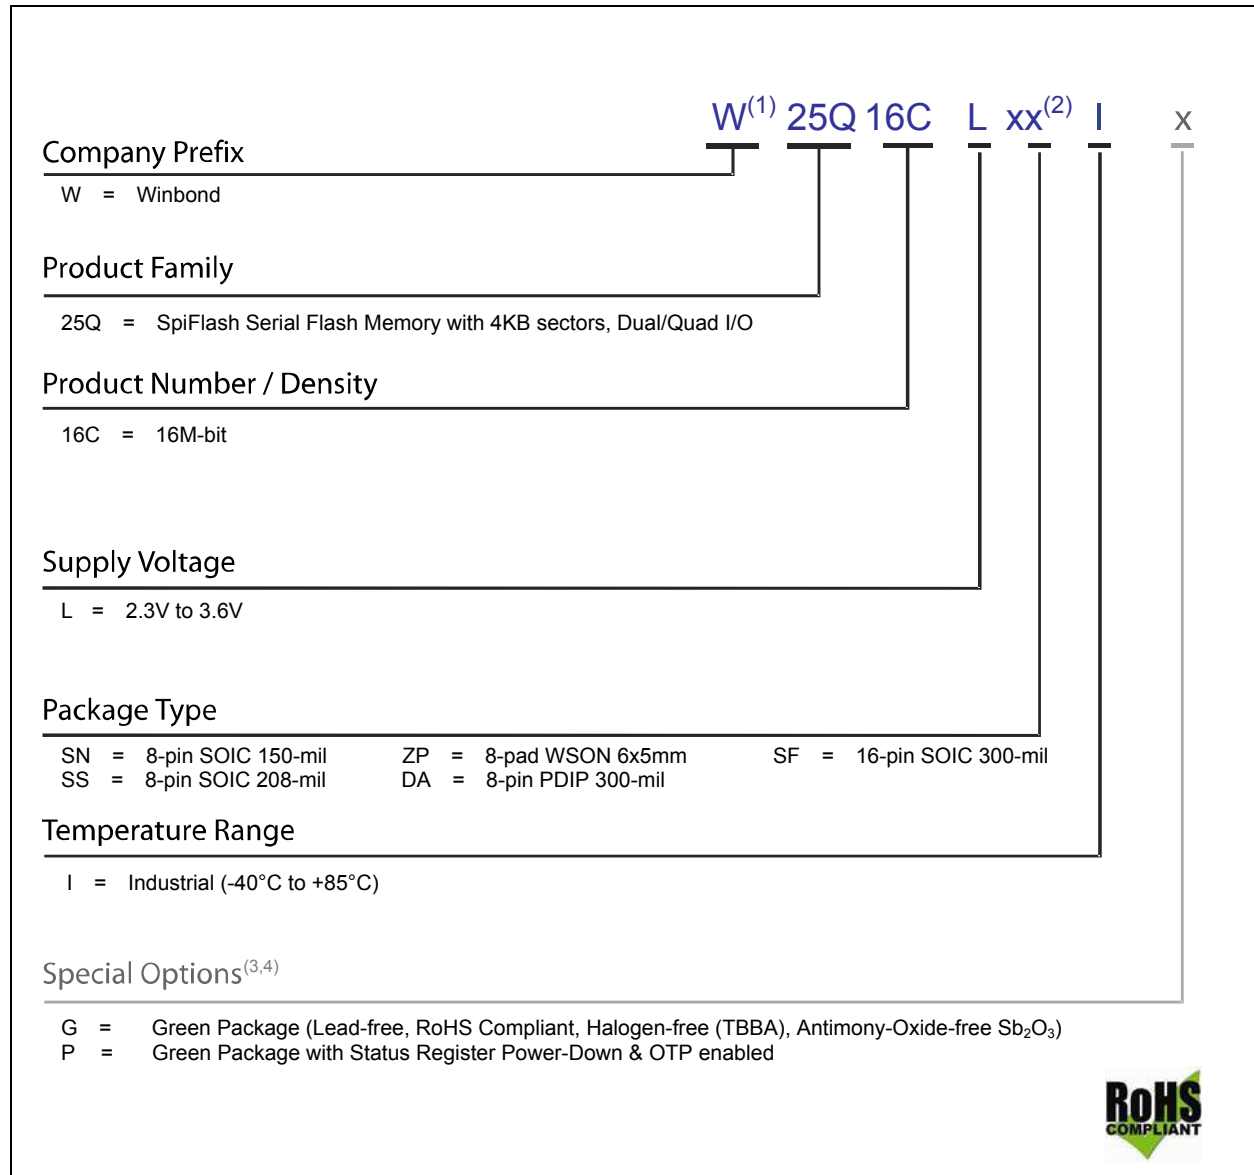 W(1) 25Q 16C L xx(2) I x
Company Prefix
W = Winbond
Product Family
25Q = SpiFlash Serial Flash Memory with 4KB sectors, Dual/Quad I/O
Product Number / Density
16C = 16M-bit
Supply Voltage
L = 2.3V to 3.6V
Package Type
SN = 8-pin SOIC 150-mil ZP = 8-pad WSON 6x5mm SF = 16-pin SOIC 300-mil
SS = 8-pin SOIC 208-mil DA = 8-pin PDIP 300-mil
Temperature Range
I = Industrial (-40°C to +85°C)
Special Options(3,4)
G = Green Package (Lead-free, RoHS Compliant, Halogen-free (TBBA), Antimony-Oxide-free Sb2O3)
P = Green Package with Status Register Power-Down & OTP enabled
RoHS
COMPLIANT